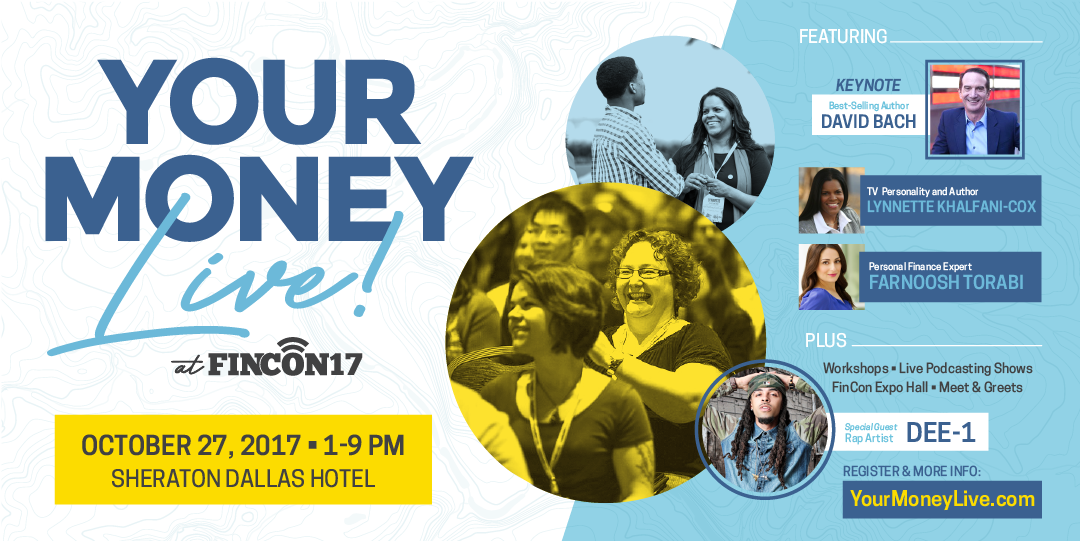 YOUR
MONEY
Live!
at FINCON17
OCTOBER 27, 2017 ▪ 1-9 PM
SHERATON DALLAS HOTEL
FEATURING
KEYNOTE
Best-Selling Author
DAVID BACH
TV Personality and Author
LYNNETTE KHALFANI-COX
Personal Finance Expert
FARNOOSH TORABI
PLUS
Workshops ▪ Live Podcasting Shows
FinCon Expo Hall ▪ Meet & Greets
Special Guest
Rap Artist
DEE-1
REGISTER & MORE INFO:
YourMoneyLive.com